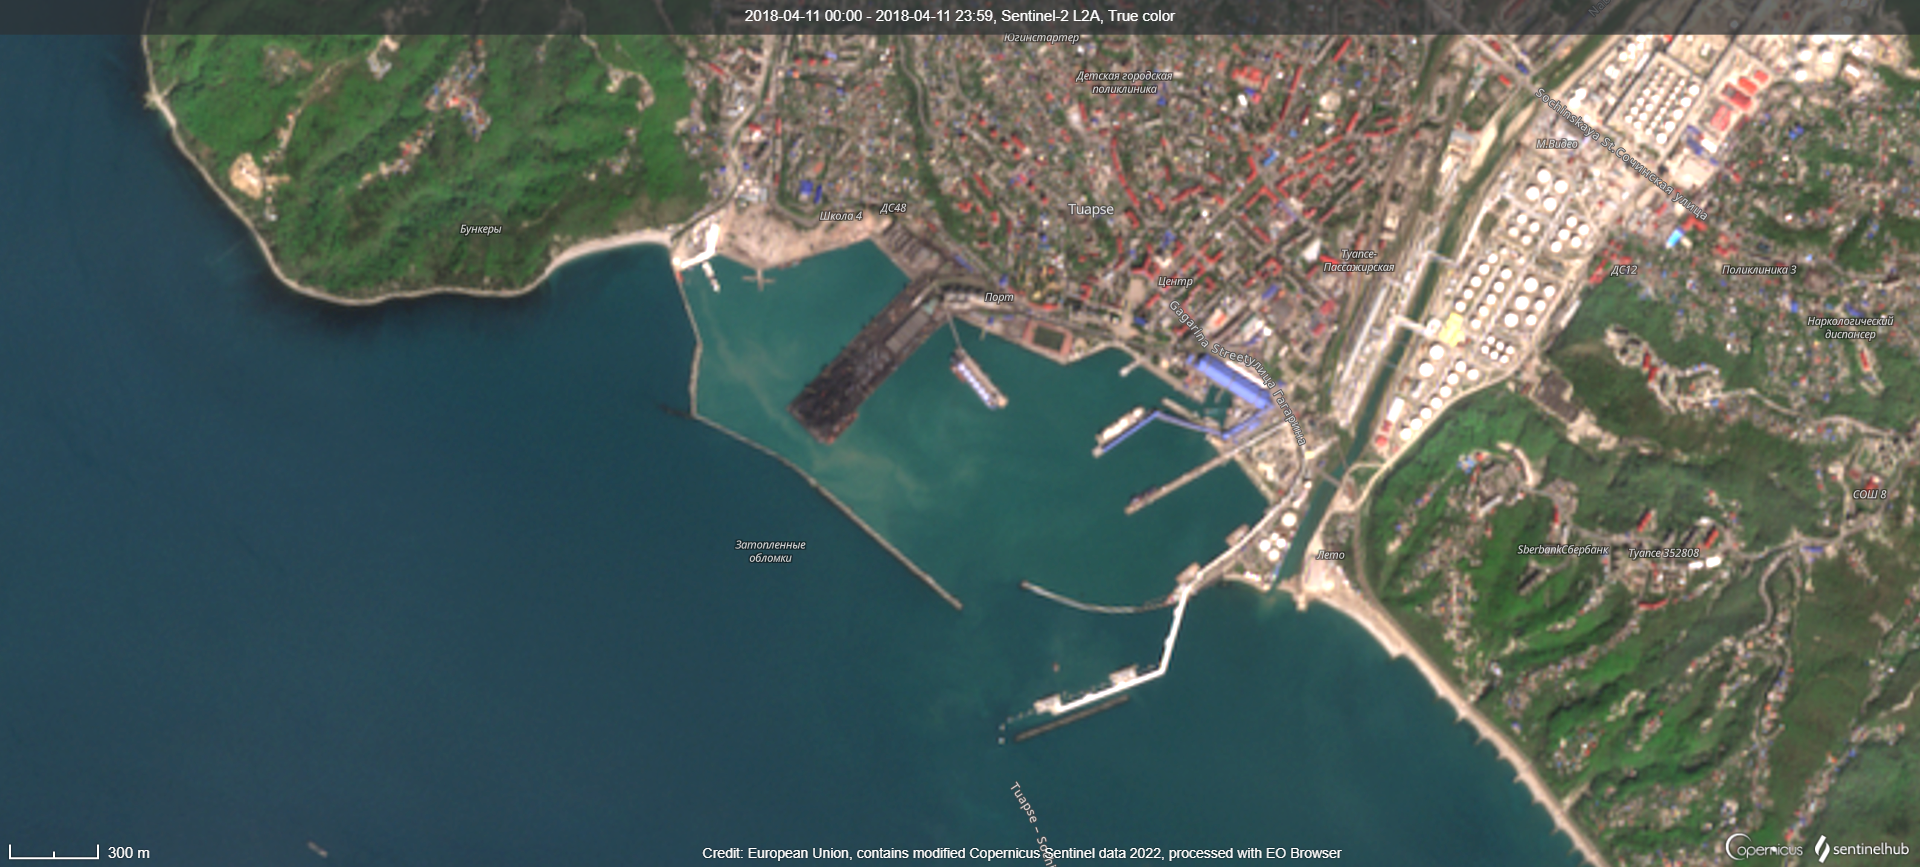 2018-04-11 00:00 - 2018-04-11 23:59, Sentinel-2 L2A, True color
Югинстартер
Детская городская
поликлиника
Sochinskaya St.Сочинская улица
М.Видео
Школа 4
ДС48
Tuapse
Бункеры
Туапсе-
Пассажирская
ДС12
Поликлиника 3
Центр
Порт
Gagarina Streetулица Гагарина
Наркологический
диспансер
СОШ 8
Затопленные
обломки
Лето
SberbankСбербанк
Туапсе 352808
Tuapse – Sochi
300 m
Credit: European Union, contains modified Copernicus Sentinel data 2022, processed with EO Browser
opernicus
sentinelhub